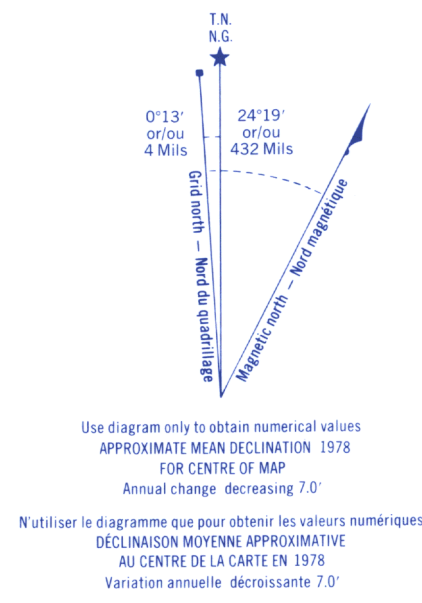 T.N.
N.G.
0°13′
or/ou
4 Mils
24°19′
or/ou
432 Mils
Grid north – Nord du quadrillage
Magnetic north – Nord magnétique
Use diagram only to obtain numerical values
APPROXIMATE MEAN DECLINATION 1978
FOR CENTRE OF MAP
Annual change decreasing 7.0′
N'utiliser le diagramme que pour obtenir les valeurs numériques
DÉCLINAISON MOYENNE APPROXIMATIVE
AU CENTRE DE LA CARTE EN 1978
Variation annuelle décroissante 7.0′